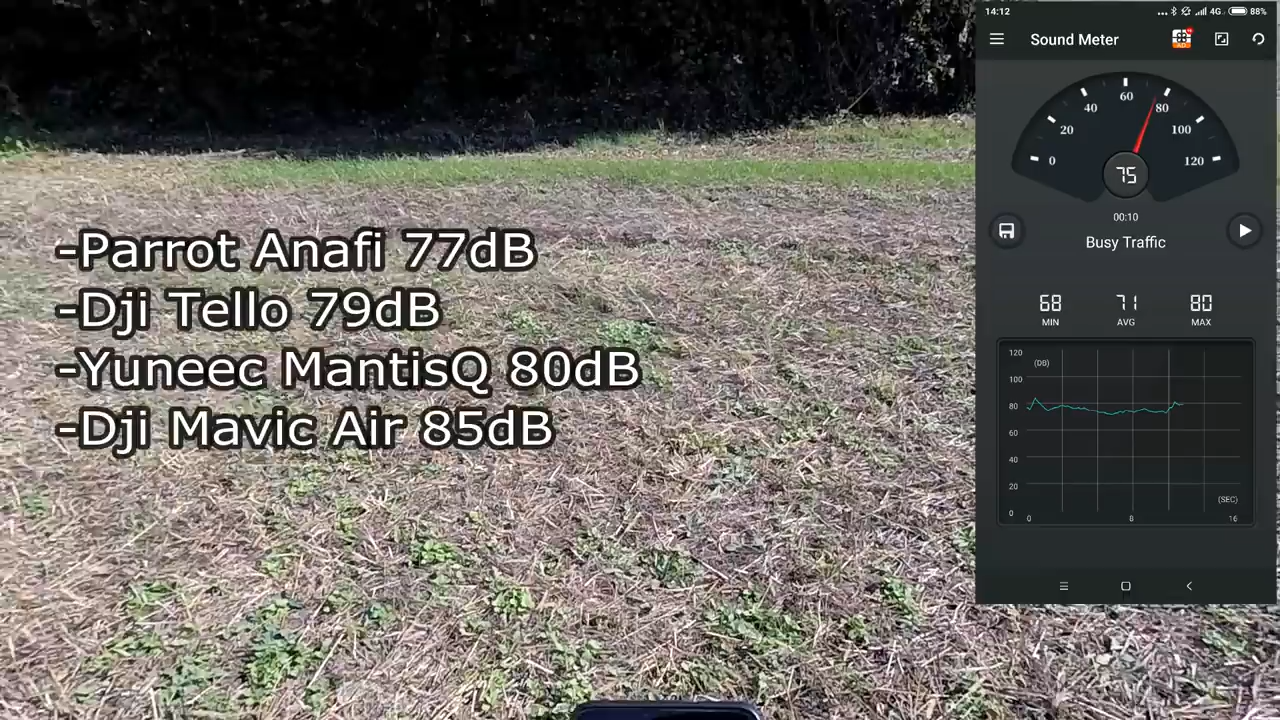 -Parrot Anafi 77dB
-Dji Tello 79dB
-Yuneec MantisQ 80dB
-Dji Mavic Air 85dB
14:12 ... 4G 88%
Sound Meter
AD
0 20 40 60 80 100 120
75
00:10
Busy Traffic
68 71 80
MIN AVG MAX
120
(DB)
100
80
60
40
20
(SEC)
0
0 8 16